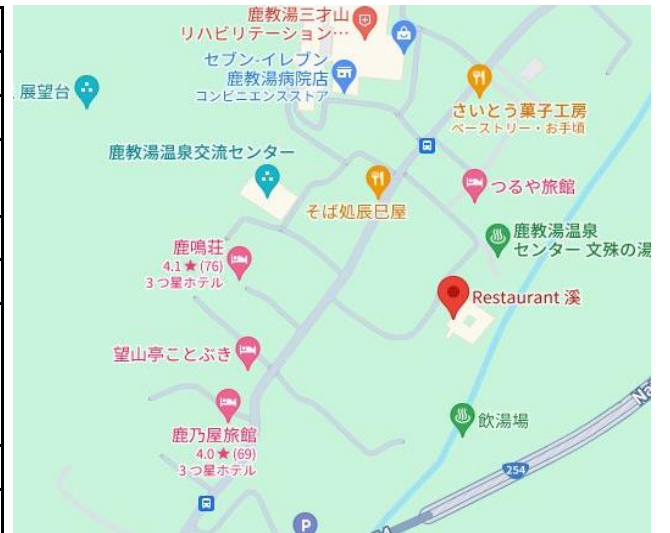 鹿教湯三才山
リハビリテーション…
セブン-イレブン
鹿教湯病院店
コンビニエンスストア
展望台
さいとう菓子工房
ペーストリー・お手頃
鹿教湯温泉交流センター
そば処辰巳屋
つるや旅館
鹿教湯温泉
センター 文殊の湯
鹿鳴荘
4.1 ★ (76)
3 つ星ホテル
Restaurant 溪
望山亭ことぶき
鹿乃屋旅館
4.0 ★ (69)
3 つ星ホテル
飲湯場
254
Na
P